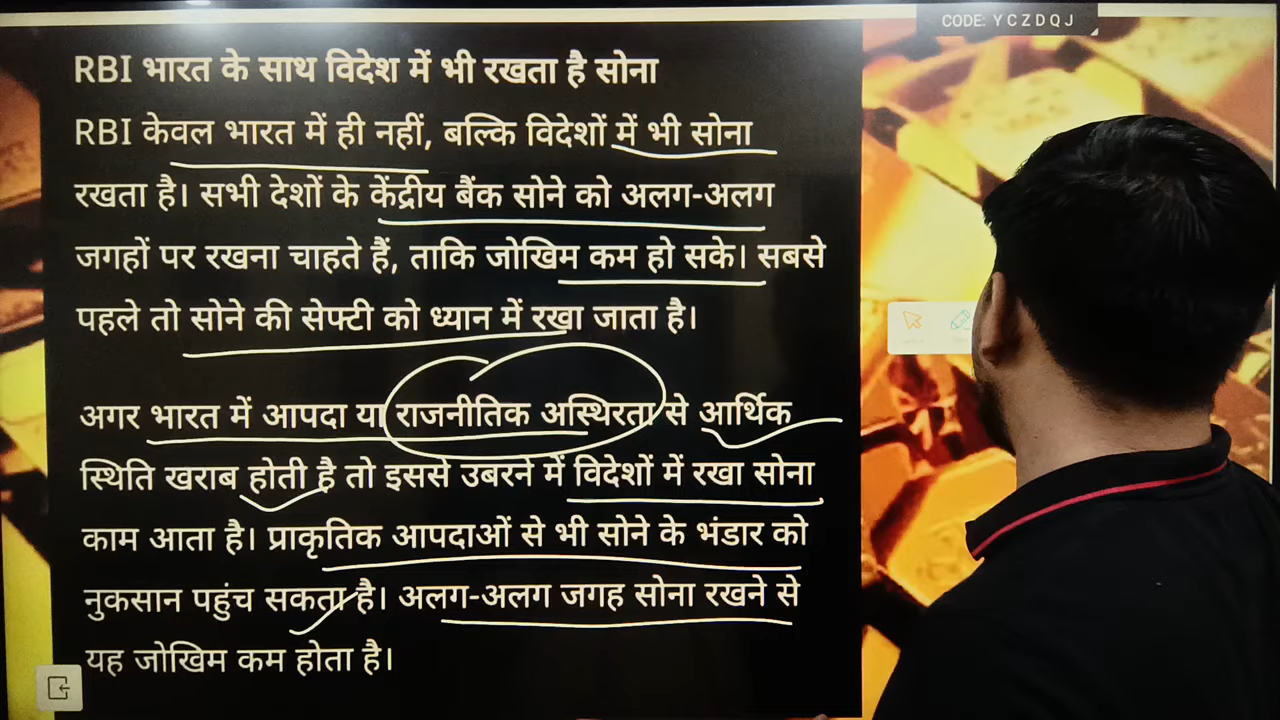 CODE: Y C Z D Q J
RBI भारत के साथ विदेश में भी रखता है सोना
RBI केवल भारत में ही नहीं, बल्कि विदेशों में भी सोना
रखता है। सभी देशों के केंद्रीय बैंक सोने को अलग-अलग
जगहों पर रखना चाहते हैं, ताकि जोखिम कम हो सके। सबसे
पहले तो सोने की सेफ्टी को ध्यान में रखा जाता है।
अगर भारत में आपदा या राजनीतिक अस्थिरता से आर्थिक
स्थिति खराब होती है तो इससे उबरने में विदेशों में रखा सोना
काम आता है। प्राकृतिक आपदाओं से भी सोने के भंडार को
नुकसान पहुंच सकता है। अलग-अलग जगह सोना रखने से
यह जोखिम कम होता है।